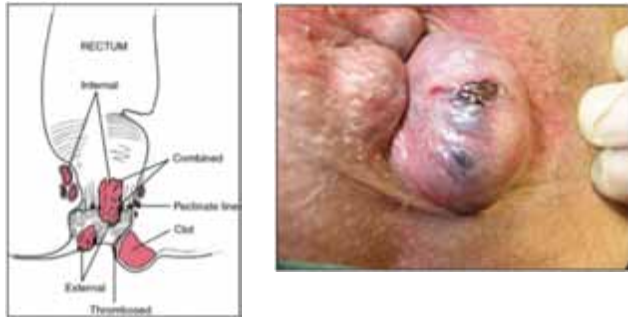 RECTUM
Internal
Combined
Pectinate line
Clot
External
Thrombosed